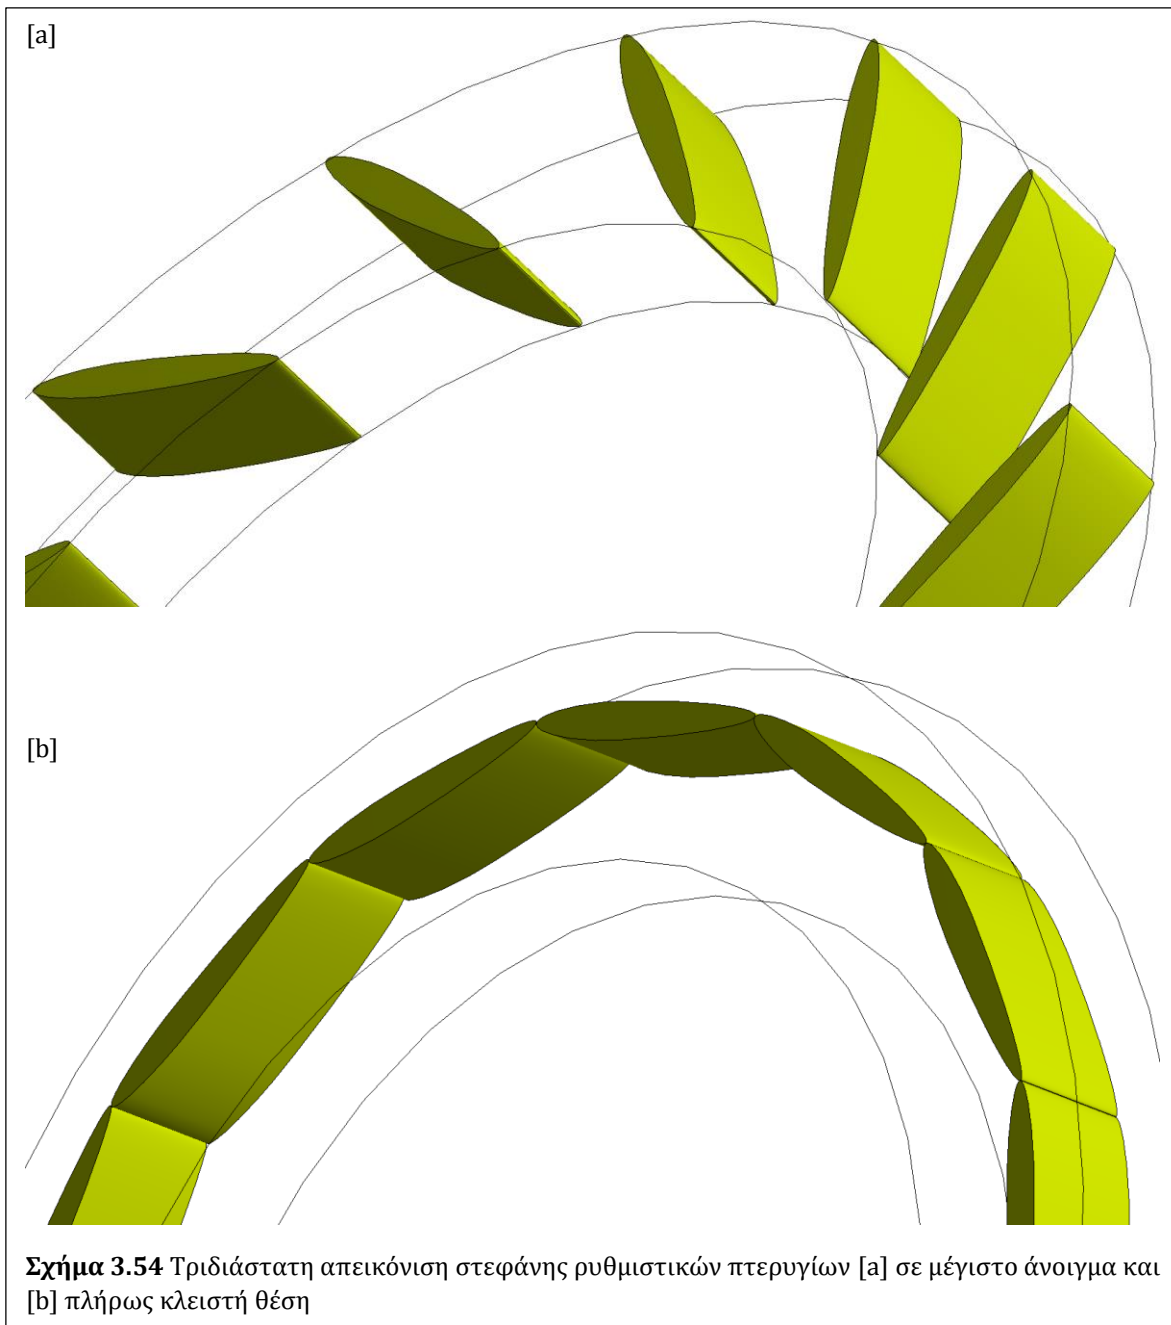 [a]
[b]
Σχήμα 3.54 Τριδιάστατη απεικόνιση στεφάνης ρυθμιστικών πτερυγίων [a] σε μέγιστο άνοιγμα και
[b] πλήρως κλειστή θέση